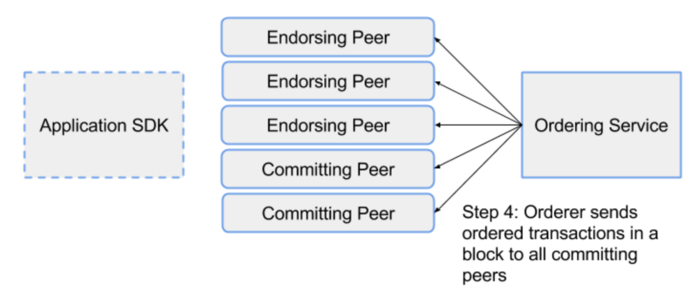 Endorsing Peer
Endorsing Peer
Application SDK
Endorsing Peer
Ordering Service
Committing Peer
Committing Peer
Step 4: Orderer sends
ordered transactions in a
block to all committing
peers